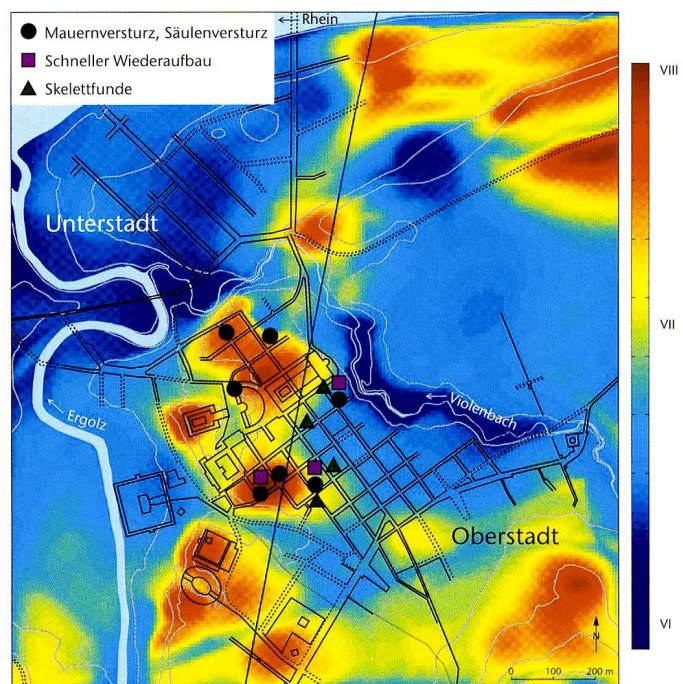 ← Rhein
Mauernversturz, Säulenversturz
Schneller Wiederaufbau
Skelettfunde
VIII
Unterstadt
VII
Ergolz
Violenbach
Oberstadt
VI
N
0 100 200 m